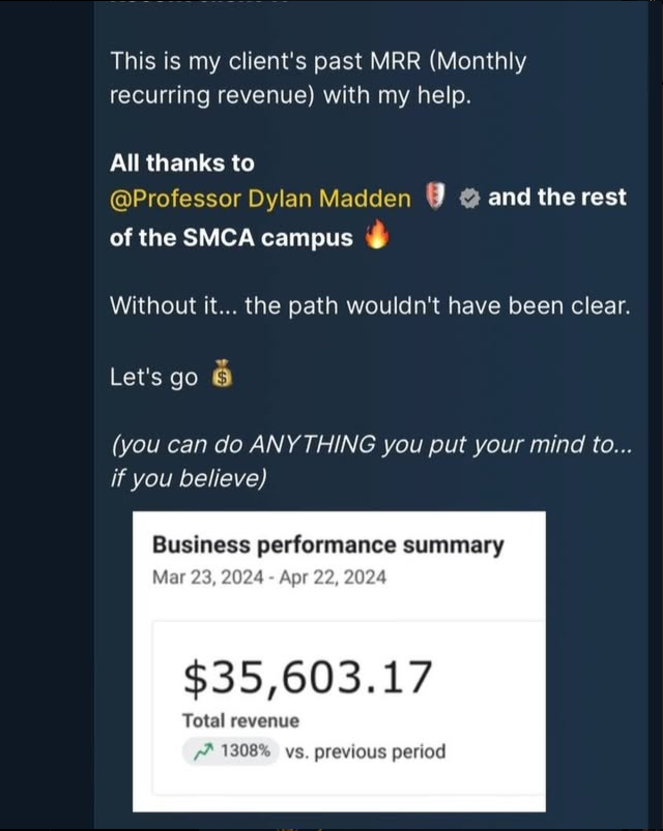 This is my client's past MRR (Monthly
recurring revenue) with my help.
All thanks to
@Professor Dylan Madden and the rest
of the SMCA campus 🔥
Without it... the path wouldn't have been clear.
Let's go 💰
(you can do ANYTHING you put your mind to...
if you believe)
Business performance summary
Mar 23, 2024 - Apr 22, 2024
$35,603.17
Total revenue
1308% vs. previous period